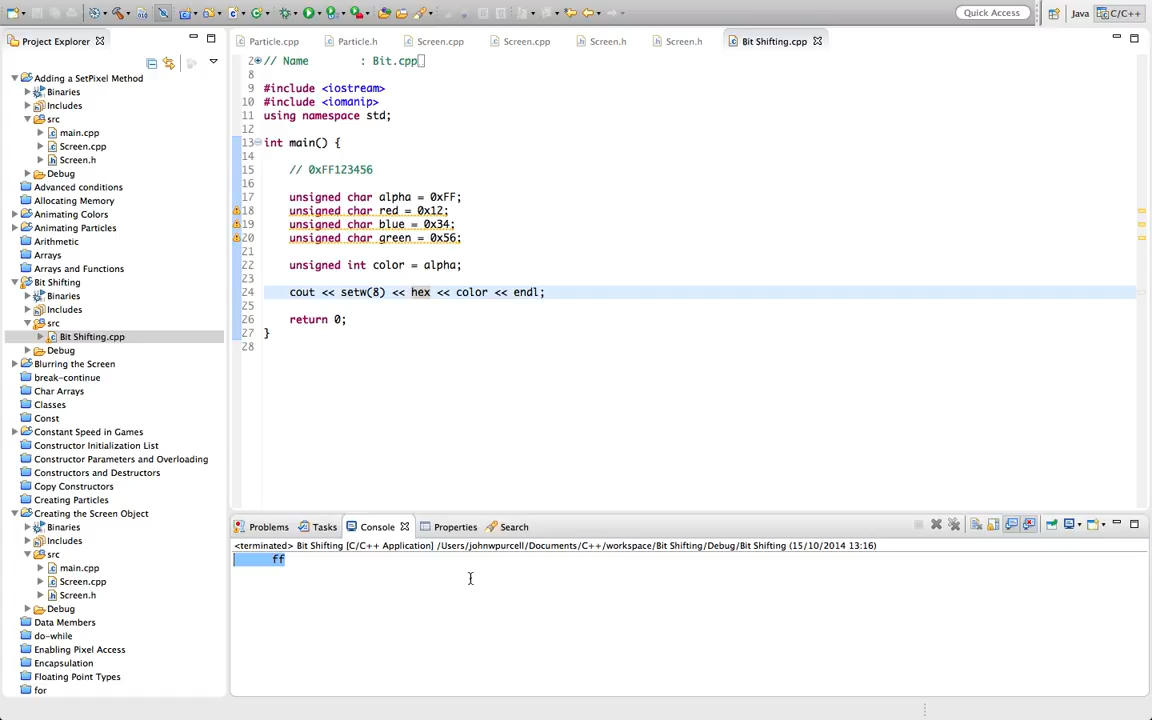 Quick Access
Java
C/C++
Project Explorer
Adding a SetPixel Method
Binaries
Includes
src
main.cpp
Screen.cpp
Screen.h
Debug
Advanced conditions
Allocating Memory
Animating Colors
Animating Particles
Arithmetic
Arrays
Arrays and Functions
Bit Shifting
Binaries
Includes
src
Bit Shifting.cpp
Debug
Blurring the Screen
break-continue
Char Arrays
Classes
Const
Constant Speed in Games
Constructor Initialization List
Constructor Parameters and Overloading
Constructors and Destructors
Copy Constructors
Creating Particles
Creating the Screen Object
Binaries
Includes
src
main.cpp
Screen.cpp
Screen.h
Debug
Data Members
do-while
Enabling Pixel Access
Encapsulation
Floating Point Types
for
Particle.cpp
Particle.h
Screen.cpp
Screen.cpp
Screen.h
Screen.h
Bit Shifting.cpp
2 // Name : Bit.cpp
8
9 #include <iostream>
10 #include <iomanip>
11 using namespace std;
12
13 int main() {
14
15 // 0xFF123456
16
17 unsigned char alpha = 0xFF;
18 unsigned char red = 0x12;
19 unsigned char blue = 0x34;
20 unsigned char green = 0x56;
21
22 unsigned int color = alpha;
23
24 cout << setw(8) << hex << color << endl;
25
26 return 0;
27 }
28
Problems
Tasks
Console
Properties
Search
<terminated> Bit Shifting [C/C++ Application] /Users/johnwpurcell/Documents/C++/workspace/Bit Shifting/Debug/Bit Shifting (15/10/2014 13:16)
ff